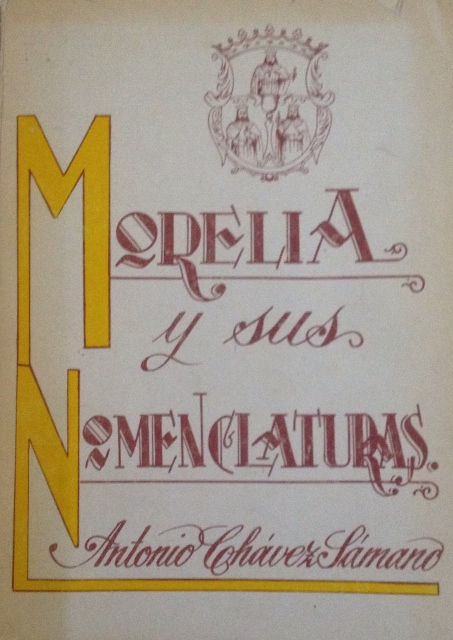 MORELIA
y sus
NOMENCLATURAS.
Antonio Chávez Sámano